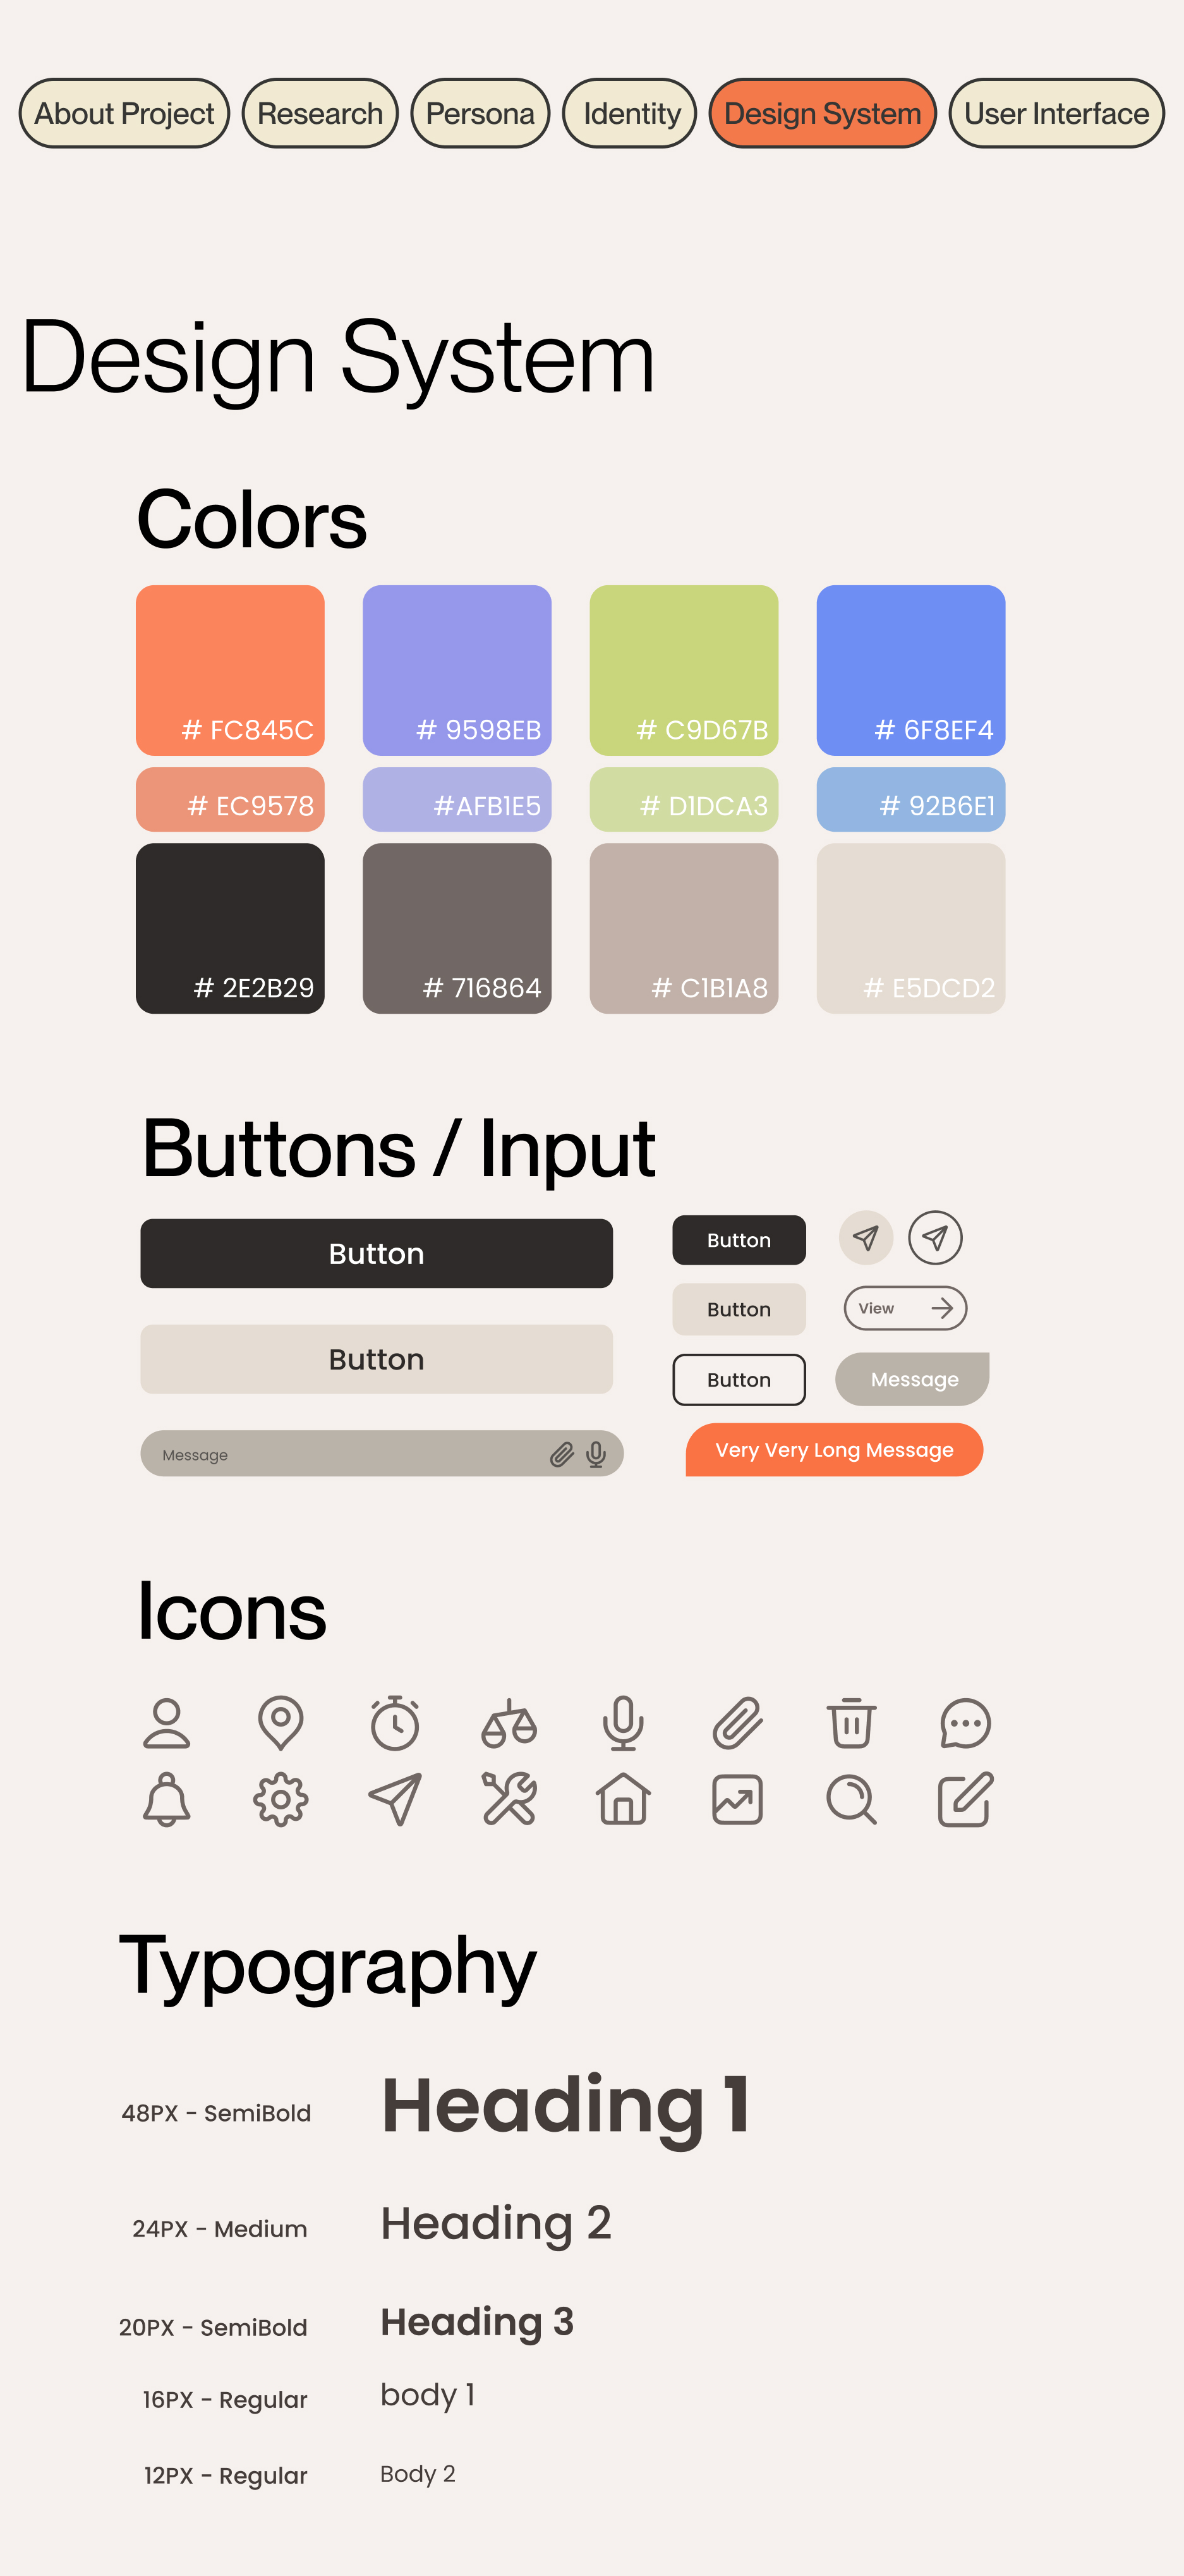 About Project Research Persona Identity Design System User Interface
Design System
Colors
# FC845C # 9598EB # C9D67B # 6F8EF4
# EC9578 #AFB1E5 # D1DCA3 # 92B6E1
# 2E2B29 # 716864 # C1B1A8 # E5DCD2
Buttons / Input
Button Button
Button Button View
Button Message
Message Very Very Long Message
Icons
Typography
48PX - SemiBold Heading 1
24PX - Medium Heading 2
20PX - SemiBold Heading 3
16PX - Regular body 1
12PX - Regular Body 2